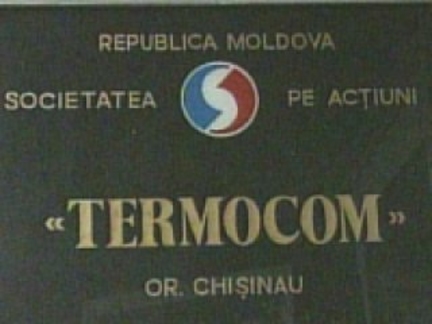 REPUBLICA MOLDOVA
SOCIETATEA PE ACȚIUNI
«TERMOCOM»
OR. CHIȘINAU